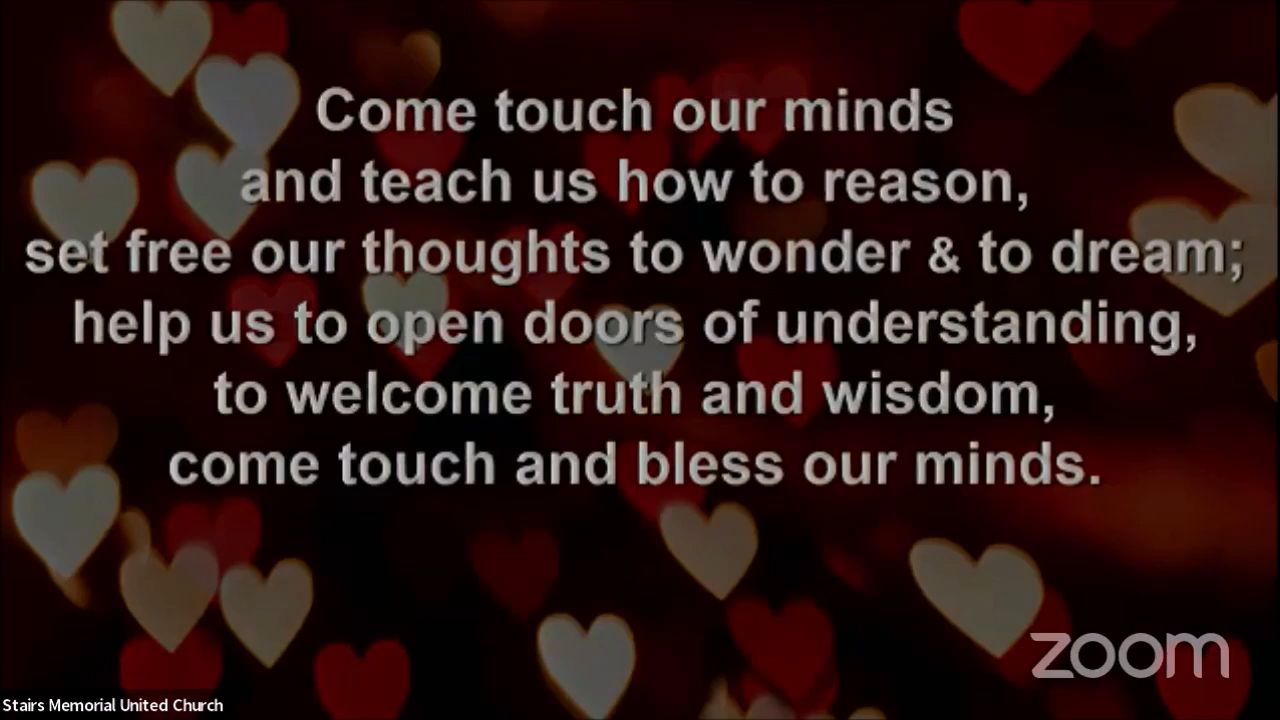 Come touch our minds
and teach us how to reason,
set free our thoughts to wonder & to dream;
help us to open doors of understanding,
to welcome truth and wisdom,
come touch and bless our minds.
zoom
Stairs Memorial United Church